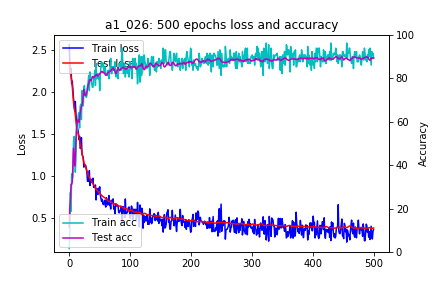 a1_026: 500 epochs loss and accuracy
Train loss
Test loss
Train acc
Test acc
Loss
Accuracy
2.5
2.0
1.5
1.0
0.5
100
80
60
40
20
0
0
100
200
300
400
500